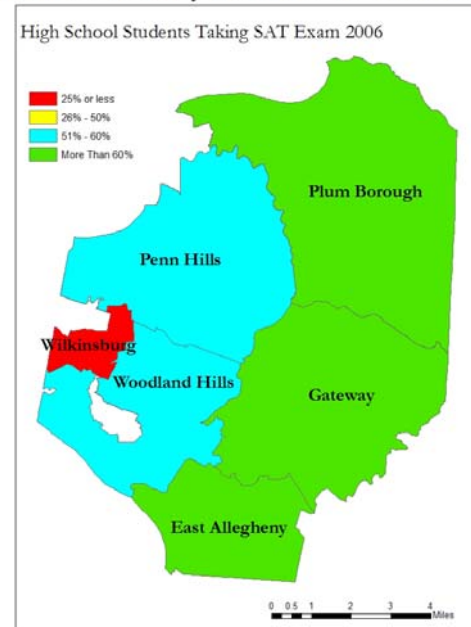 High School Students Taking SAT Exam 2006
25% or less
26% - 50%
51% - 60%
More Than 60%
Plum Borough
Penn Hills
Wilkinsburg
Woodland Hills
Gateway
East Allegheny
0 0.5 1 2 3 4
Miles